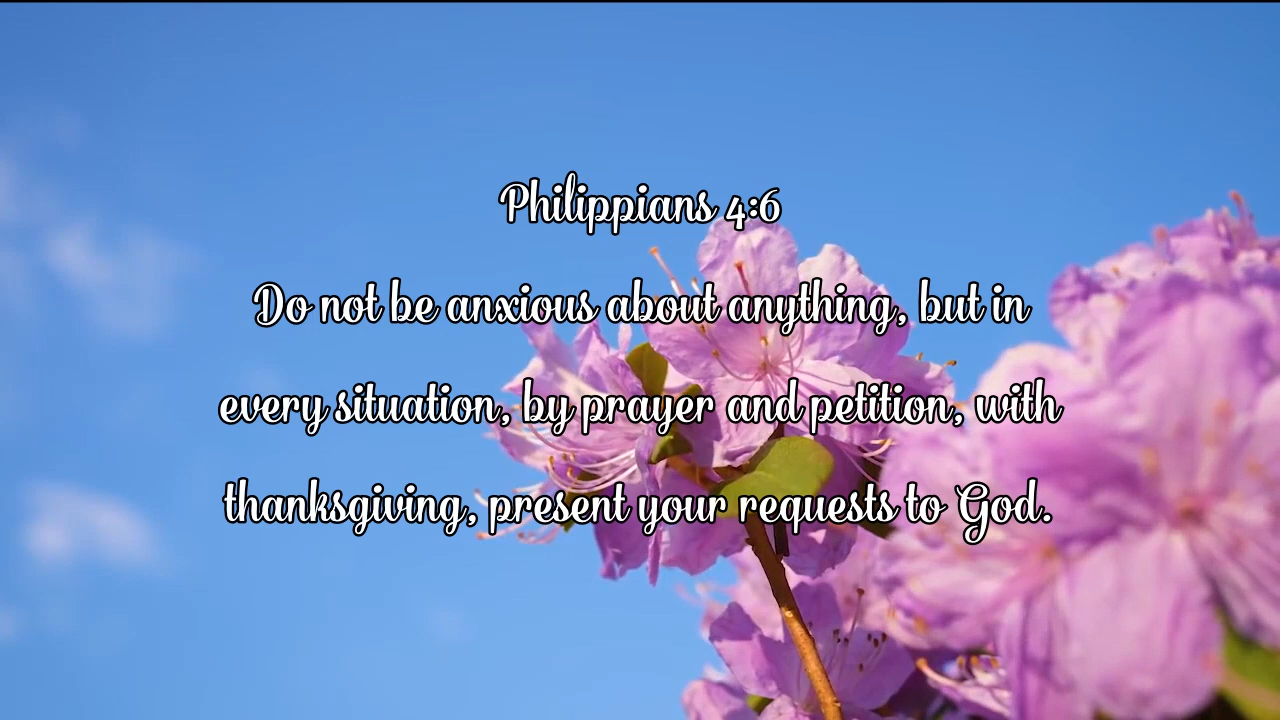 Philippians 4:6
Do not be anxious about anything, but in
every situation, by prayer and petition, with
thanksgiving, present your requests to God.